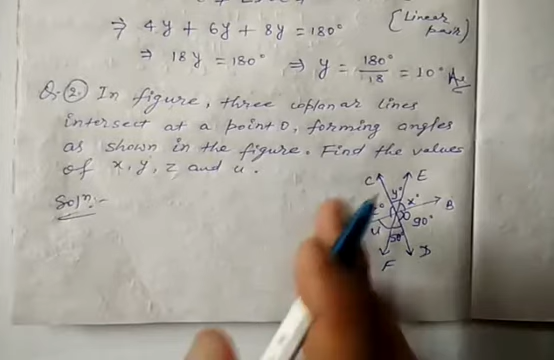 ⇒ 4y + 6y + 8y = 180° (Linear pair)
⇒ 18y = 180° ⇒ y = 180°/18 = 10° Ans
Q.② In figure, three coplanar lines
intersect at a point O, forming angles
as shown in the figure. Find the values
of x, y, z and u.
Solⁿ:-
C E
y° x° B
O 90°
u 50°
F D